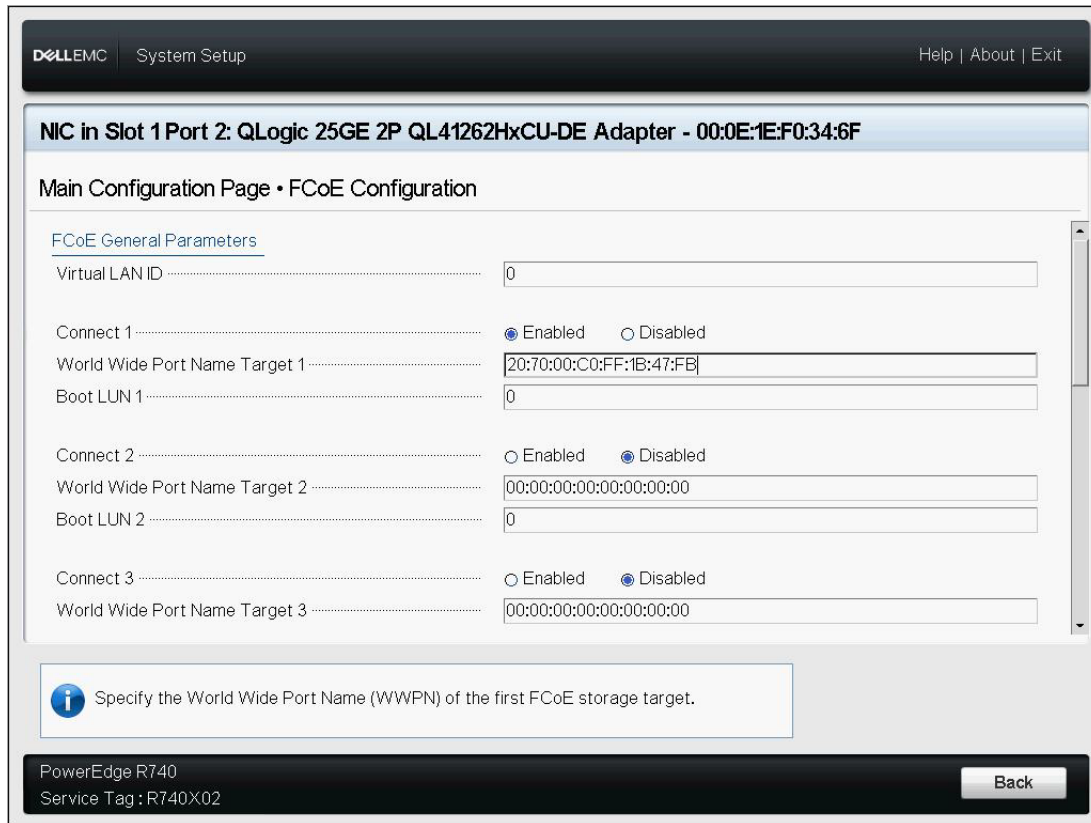 DELLEMC System Setup Help | About | Exit
NIC in Slot 1 Port 2: QLogic 25GE 2P QL41262HxCU-DE Adapter - 00:0E:1E:F0:34:6F
Main Configuration Page • FCoE Configuration
FCoE General Parameters
Virtual LAN ID 0
Connect 1 Enabled Disabled
World Wide Port Name Target 1 20:70:00:C0:FF:1B:47:FB
Boot LUN 1 0
Connect 2 Enabled Disabled
World Wide Port Name Target 2 00:00:00:00:00:00:00:00
Boot LUN 2 0
Connect 3 Enabled Disabled
World Wide Port Name Target 3 00:00:00:00:00:00:00:00
Specify the World Wide Port Name (WWPN) of the first FCoE storage target.
PowerEdge R740
Service Tag : R740X02
Back